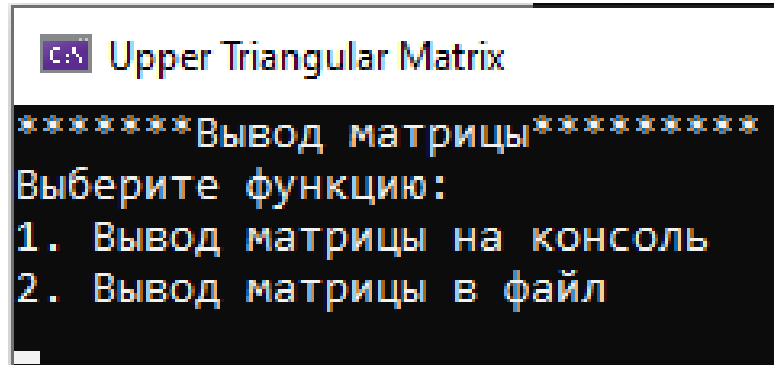 Upper Triangular Matrix
*******Вывод матрицы*********
Выберите функцию:
1. Вывод матрицы на консоль
2. Вывод матрицы в файл